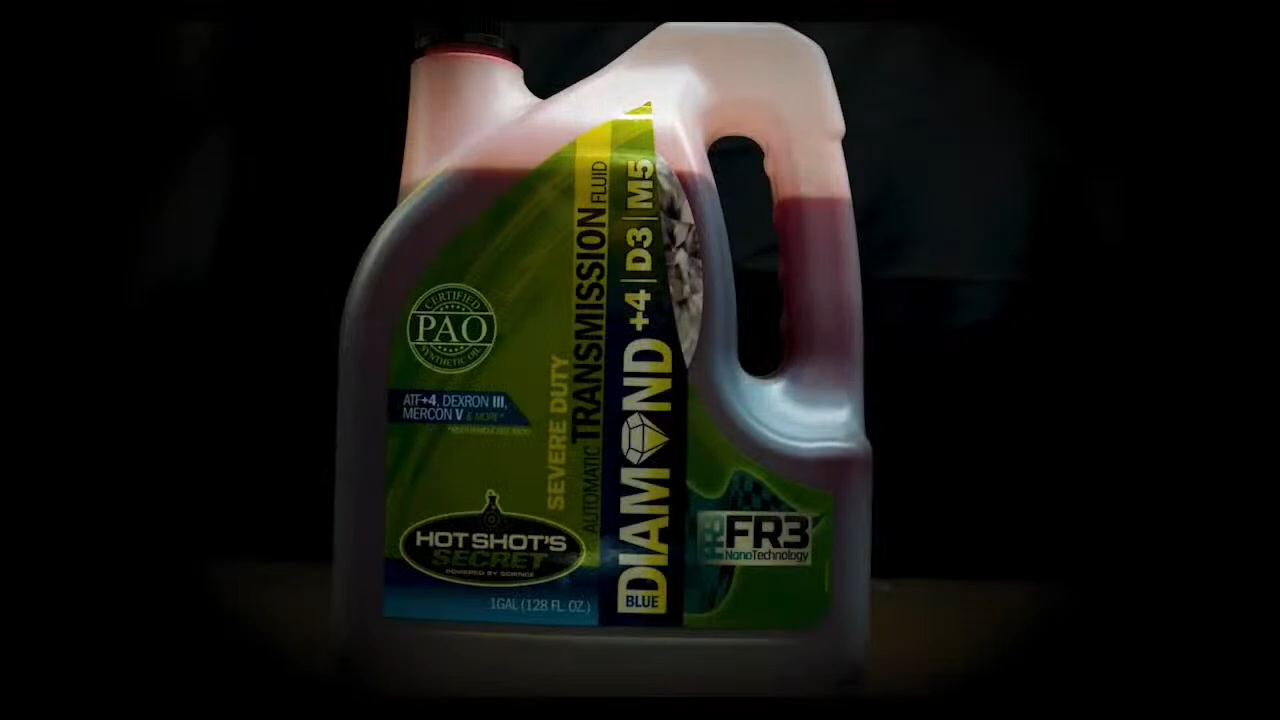 CERTIFIED
PAO
SYNTHETIC OIL
ATF+4, DEXRON III,
MERCON V & MORE*
HOT SHOT'S
SECRET
POWERED BY SCIENCE
1GAL (128 FL. OZ.)
SEVERE DUTY
AUTOMATIC TRANSMISSION FLUID
BLUE DIAMOND +4 | D3 | M5
FR3
FR3
NanoTechnology